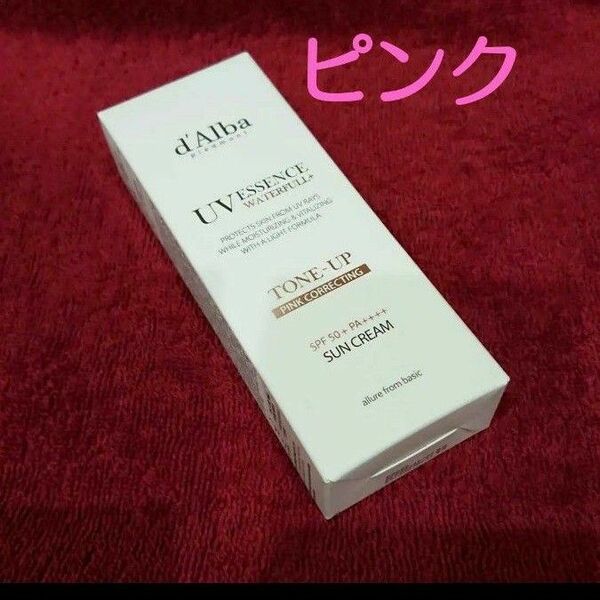 ピンク
d'Alba
piedmont
UV ESSENCE
WATERFULL+
PROTECTS SKIN FROM UV RAYS
WHILE MOISTURIZING & VITALIZING
WITH A LIGHT FORMULA
TONE-UP
PINK CORRECTING
SPF 50+ PA++++
SUN CREAM
allure from basic